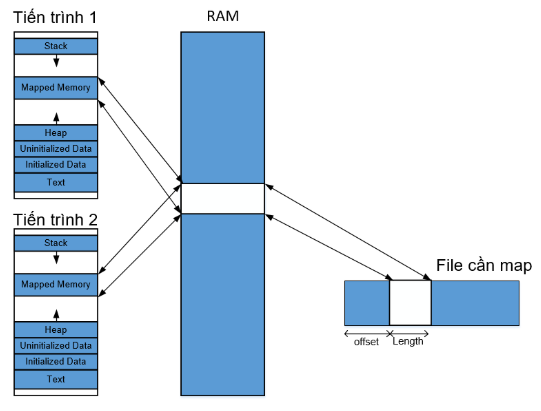 Tiến trình 1
Stack
Mapped Memory
Heap
Uninitialized Data
Initialized Data
Text
Tiến trình 2
Stack
Mapped Memory
Heap
Uninitialized Data
Initialized Data
Text
RAM
File cần map
offset
Length